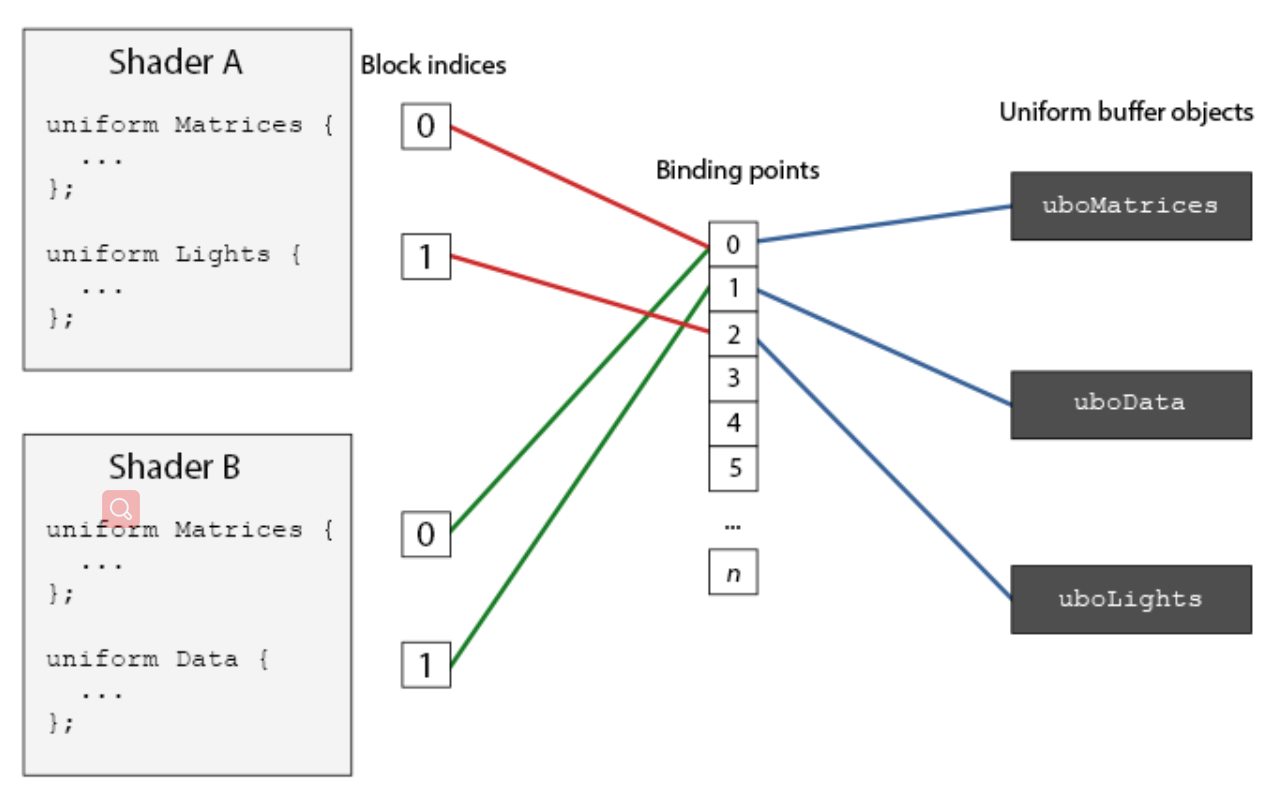 Shader A
uniform Matrices {
...
};
uniform Lights {
...
};
Block indices
0
1
Shader B
uniform Matrices {
...
};
uniform Data {
...
};
0
1
Binding points
0
1
2
3
4
5
...
n
Uniform buffer objects
uboMatrices
uboData
uboLights